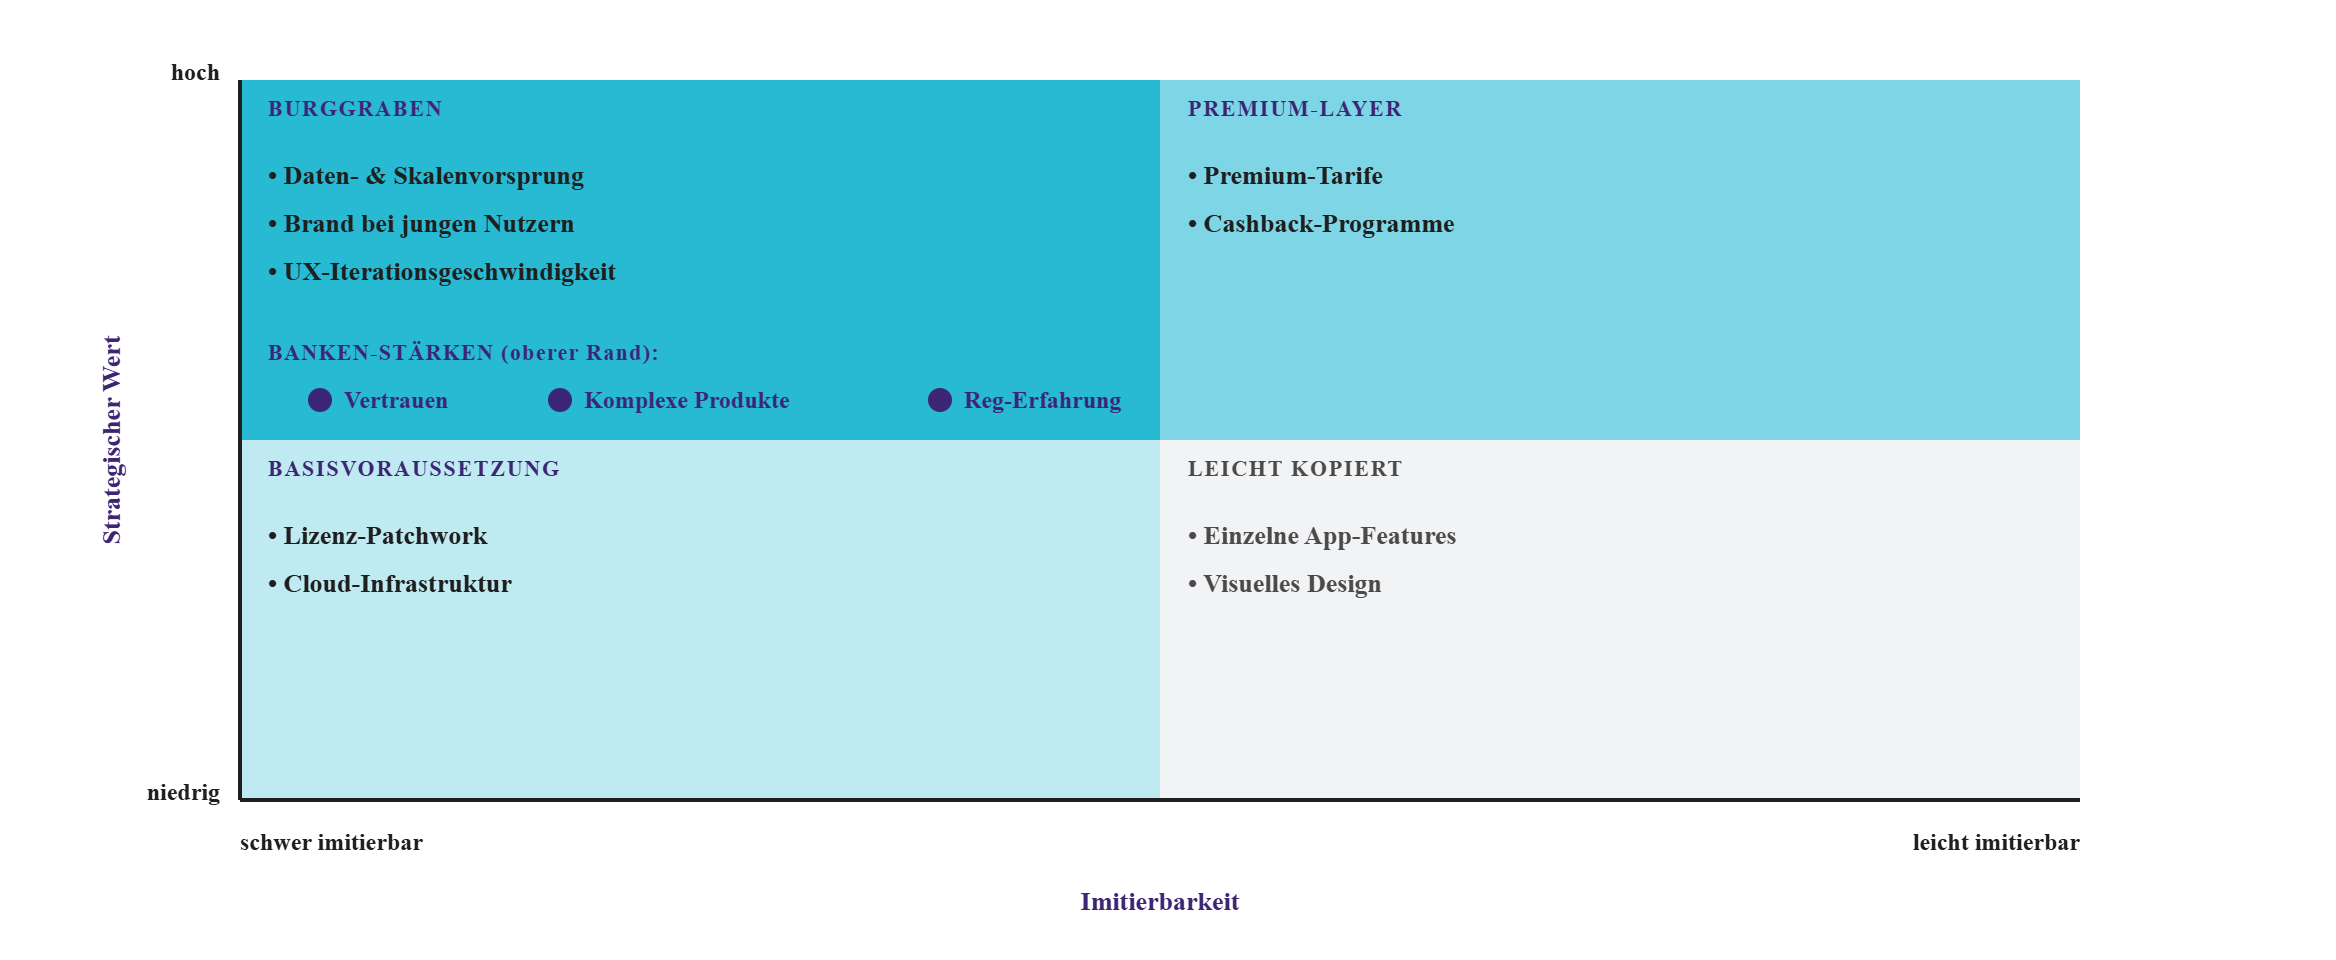 hoch
BURGGRABEN
• Daten- & Skalenvorsprung
• Brand bei jungen Nutzern
• UX-Iterationsgeschwindigkeit
BANKEN-STÄRKEN (oberer Rand):
Vertrauen
Komplexe Produkte
Reg-Erfahrung
PREMIUM-LAYER
• Premium-Tarife
• Cashback-Programme
Strategischer Wert
BASISVORAUSSETZUNG
• Lizenz-Patchwork
• Cloud-Infrastruktur
LEICHT KOPIERT
• Einzelne App-Features
• Visuelles Design
niedrig
schwer imitierbar
leicht imitierbar
Imitierbarkeit